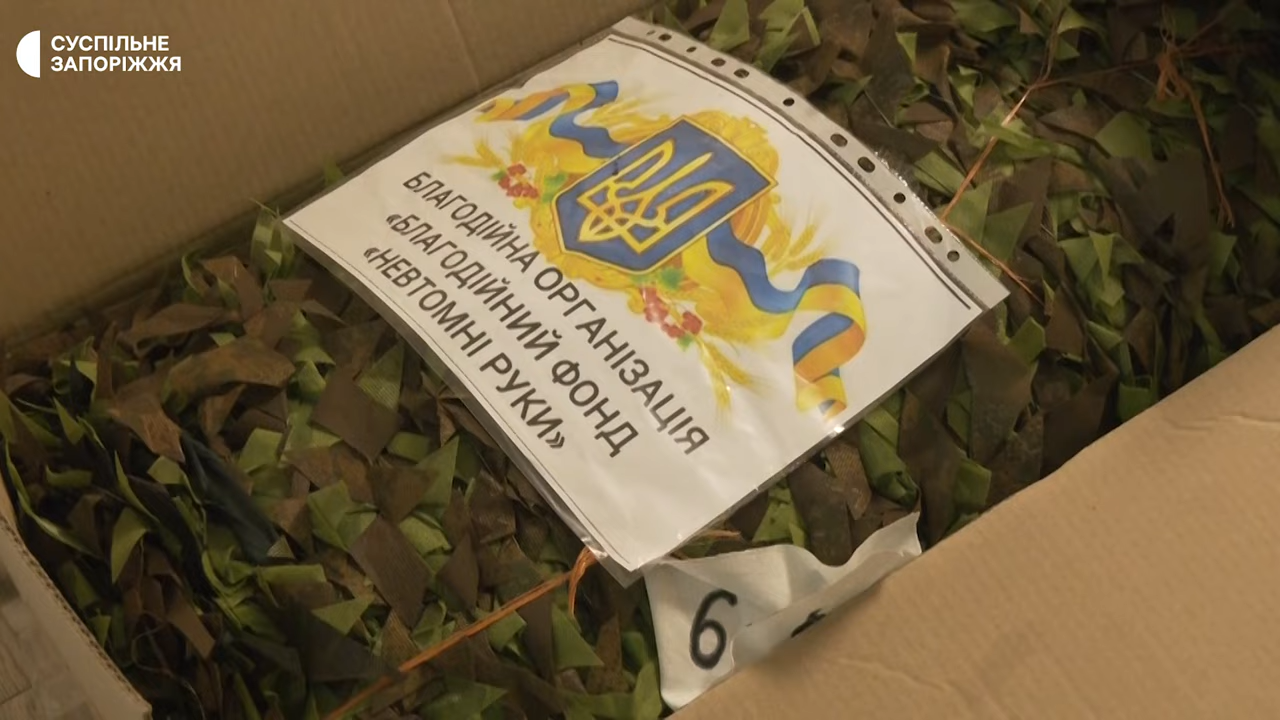 СУСПІЛЬНЕ
ЗАПОРІЖЖЯ
БЛАГОДІЙНА ОРГАНІЗАЦІЯ
«БЛАГОДІЙНИЙ ФОНД
«НЕВТОМНІ РУКИ»
6